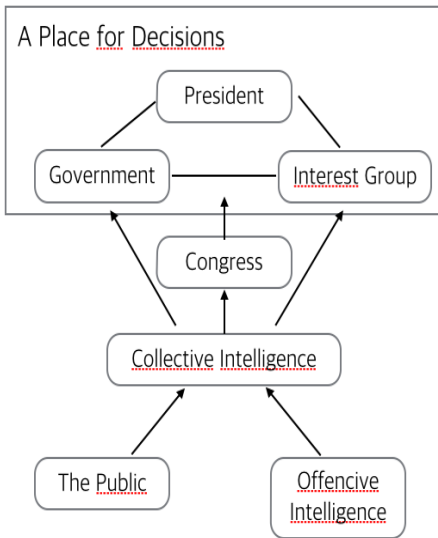 A Place for Decisions
President
Government
Interest Group
Congress
Collective Intelligence
The Public
Offencive
Intelligence